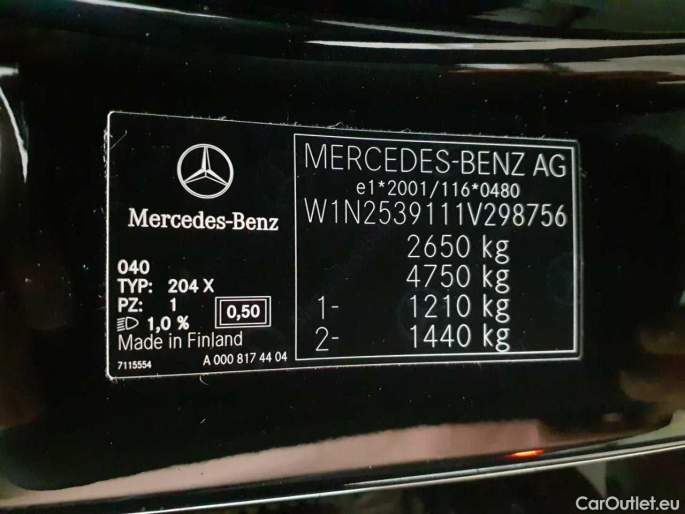 Mercedes-Benz
040
TYP: 204 X
PZ: 1
0,50
1,0 %
Made in Finland
7115554
A 000 817 44 04
MERCEDES-BENZ AG
e1*2001/116*0480
W1N2539111V298756
2650 kg
4750 kg
1- 1210 kg
2- 1440 kg
CarOutlet.eu